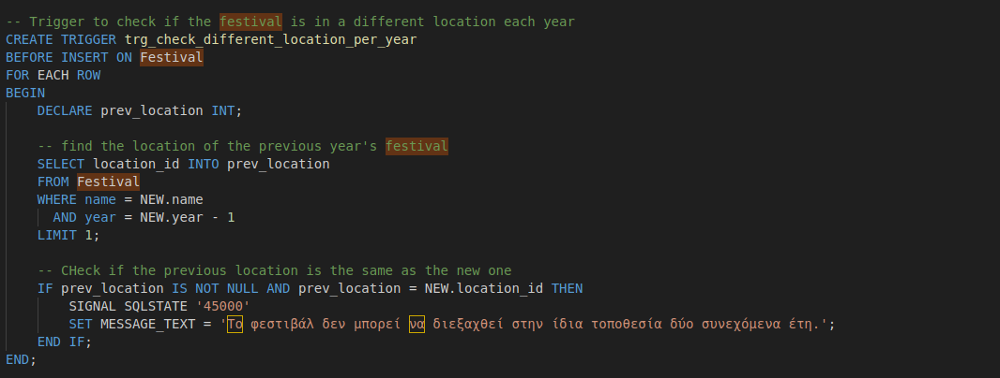 -- Trigger to check if the festival is in a different location each year
CREATE TRIGGER trg_check_different_location_per_year
BEFORE INSERT ON Festival
FOR EACH ROW
BEGIN
    DECLARE prev_location INT;

    -- find the location of the previous year's festival
    SELECT location_id INTO prev_location
    FROM Festival
    WHERE name = NEW.name
      AND year = NEW.year - 1
    LIMIT 1;

    -- CHeck if the previous location is the same as the new one
    IF prev_location IS NOT NULL AND prev_location = NEW.location_id THEN
        SIGNAL SQLSTATE '45000'
        SET MESSAGE_TEXT = 'Το φεστιβάλ δεν μπορεί να διεξαχθεί στην ίδια τοποθεσία δύο συνεχόμενα έτη.';
    END IF;
END;